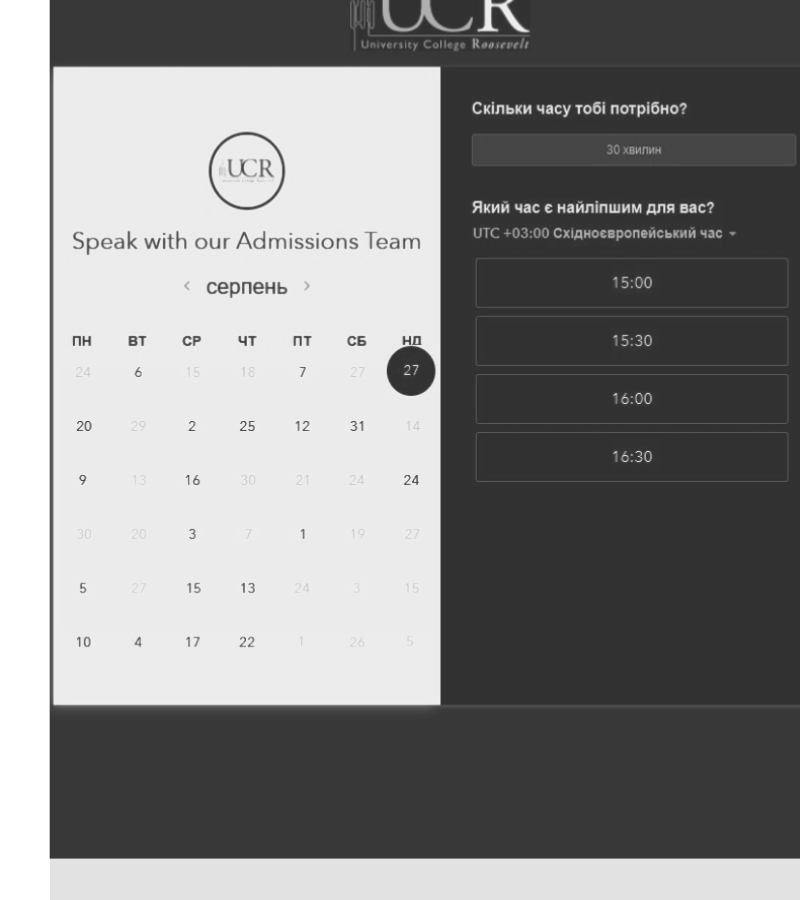 UCR
University College Roosevelt
UCR
Speak with our Admissions Team
‹ серпень ›
ПН ВТ СР ЧТ ПТ СБ НД
24 6 15 18 7 27 27
20 29 2 25 12 31 14
9 13 16 30 21 24 24
30 20 3 7 1 19 27
5 27 15 13 24 3 15
10 4 17 22 1 26 5
Скільки часу тобі потрібно?
30 хвилин
Який час є найліпшим для вас?
UTC +03:00 Східноєвропейський час
15:00
15:30
16:00
16:30